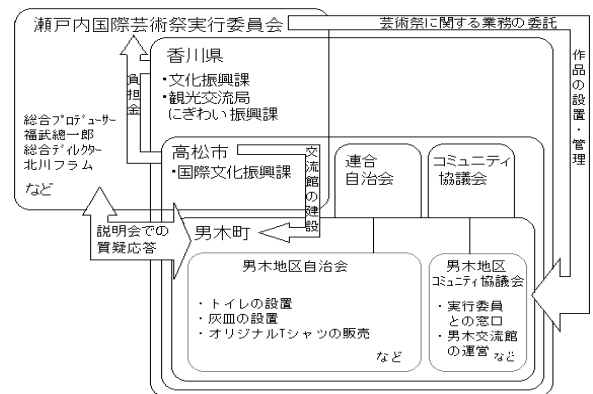 瀬戸内国際芸術祭実行委員会
芸術祭に関する業務の委託
香川県
・文化振興課
・観光交流局
にぎわい振興課
負担金
作品の設置・管理
総合プロデューサー
福武總一郎
総合ディレクター
北川フラム
など
高松市
・国際文化振興課
交流館の建設
連合
自治会
コミュニティ
協議会
説明会での
質疑応答
男木町
男木地区自治会
・トイレの設置
・灰皿の設置
・オリジナルTシャツの販売
など
男木地区
コミュニティ協議会
・実行委員
との窓口
・男木交流館
の運営 など